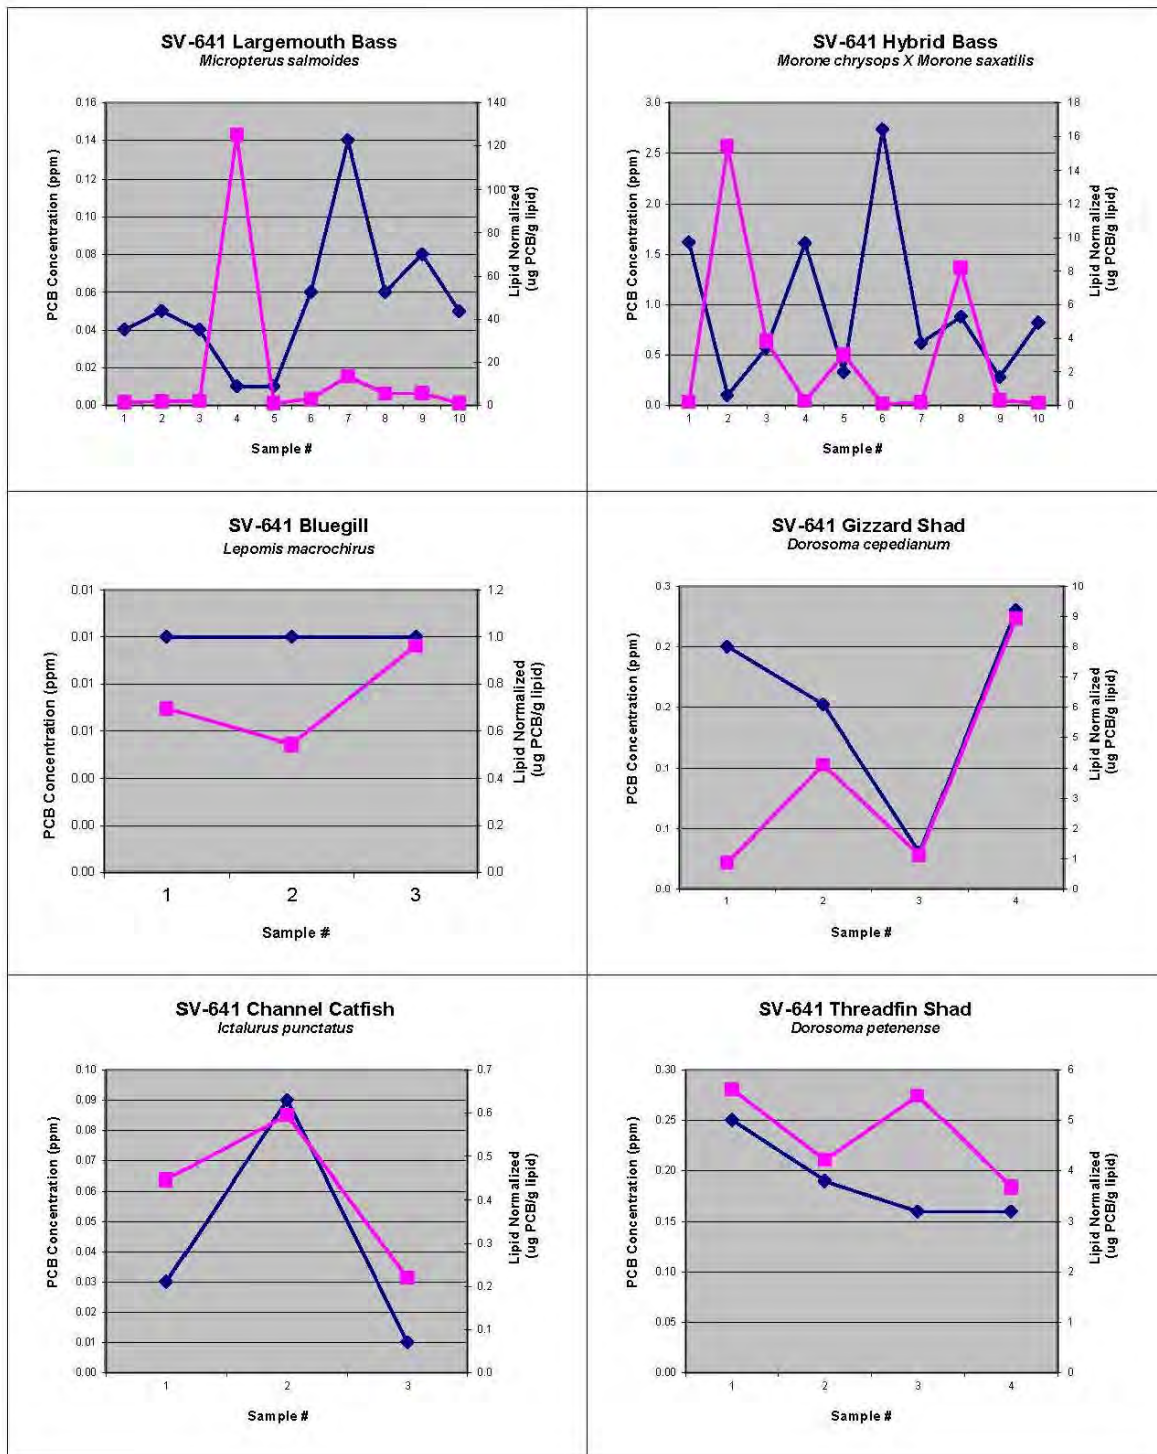 SV-641 Largemouth Bass
Micropterus salmoides
PCB Concentration (ppm)
0.16
0.14
0.12
0.10
0.08
0.06
0.04
0.02
0.00
140
120
100
80
60
40
20
0
Lipid Normalized
(ug PCB/g lipid)
1 2 3 4 5 6 7 8 9 10
Sample #
SV-641 Hybrid Bass
Morone chrysops X Morone saxatilis
PCB Concentration (ppm)
3.0
2.5
2.0
1.5
1.0
0.5
0.0
18
16
14
12
10
8
6
4
2
0
Lipid Normalized
(ug PCB/g lipid)
1 2 3 4 5 6 7 8 9 10
Sample #
SV-641 Bluegill
Lepomis macrochirus
PCB Concentration (ppm)
0.01
0.01
0.01
0.01
0.00
0.00
0.00
1.2
1.0
0.8
0.6
0.4
0.2
0.0
Lipid Normalized
(ug PCB/g lipid)
1 2 3
Sample #
SV-641 Gizzard Shad
Dorosoma cepedianum
PCB Concentration (ppm)
0.3
0.2
0.2
0.1
0.1
0.0
10
9
8
7
6
5
4
3
2
1
0
Lipid Normalized
(ug PCB/g lipid)
1 2 3 4
Sample #
SV-641 Channel Catfish
Ictalurus punctatus
PCB Concentration (ppm)
0.10
0.09
0.08
0.07
0.06
0.05
0.04
0.03
0.02
0.01
0.00
0.7
0.6
0.5
0.4
0.3
0.2
0.1
0.0
Lipid Normalized
(ug PCB/g lipid)
1 2 3
Sample #
SV-641 Threadfin Shad
Dorosoma petenense
PCB Concentration (ppm)
0.30
0.25
0.20
0.15
0.10
0.05
0.00
6
5
4
3
2
1
0
Lipid Normalized
(ug PCB/g lipid)
1 2 3 4
Sample #